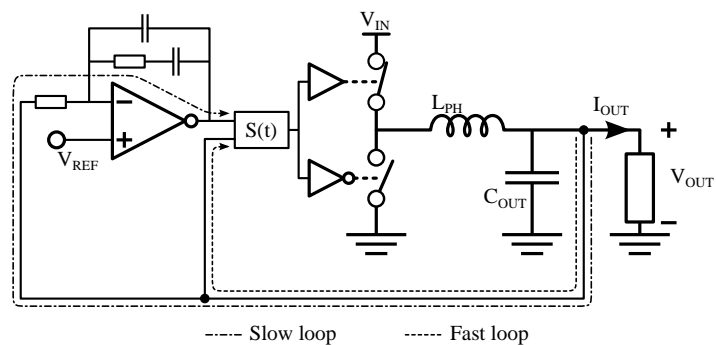 V_IN
L_PH
I_OUT
−
+
V_REF
S(t)
+
V_OUT
−
C_OUT
Slow loop
Fast loop